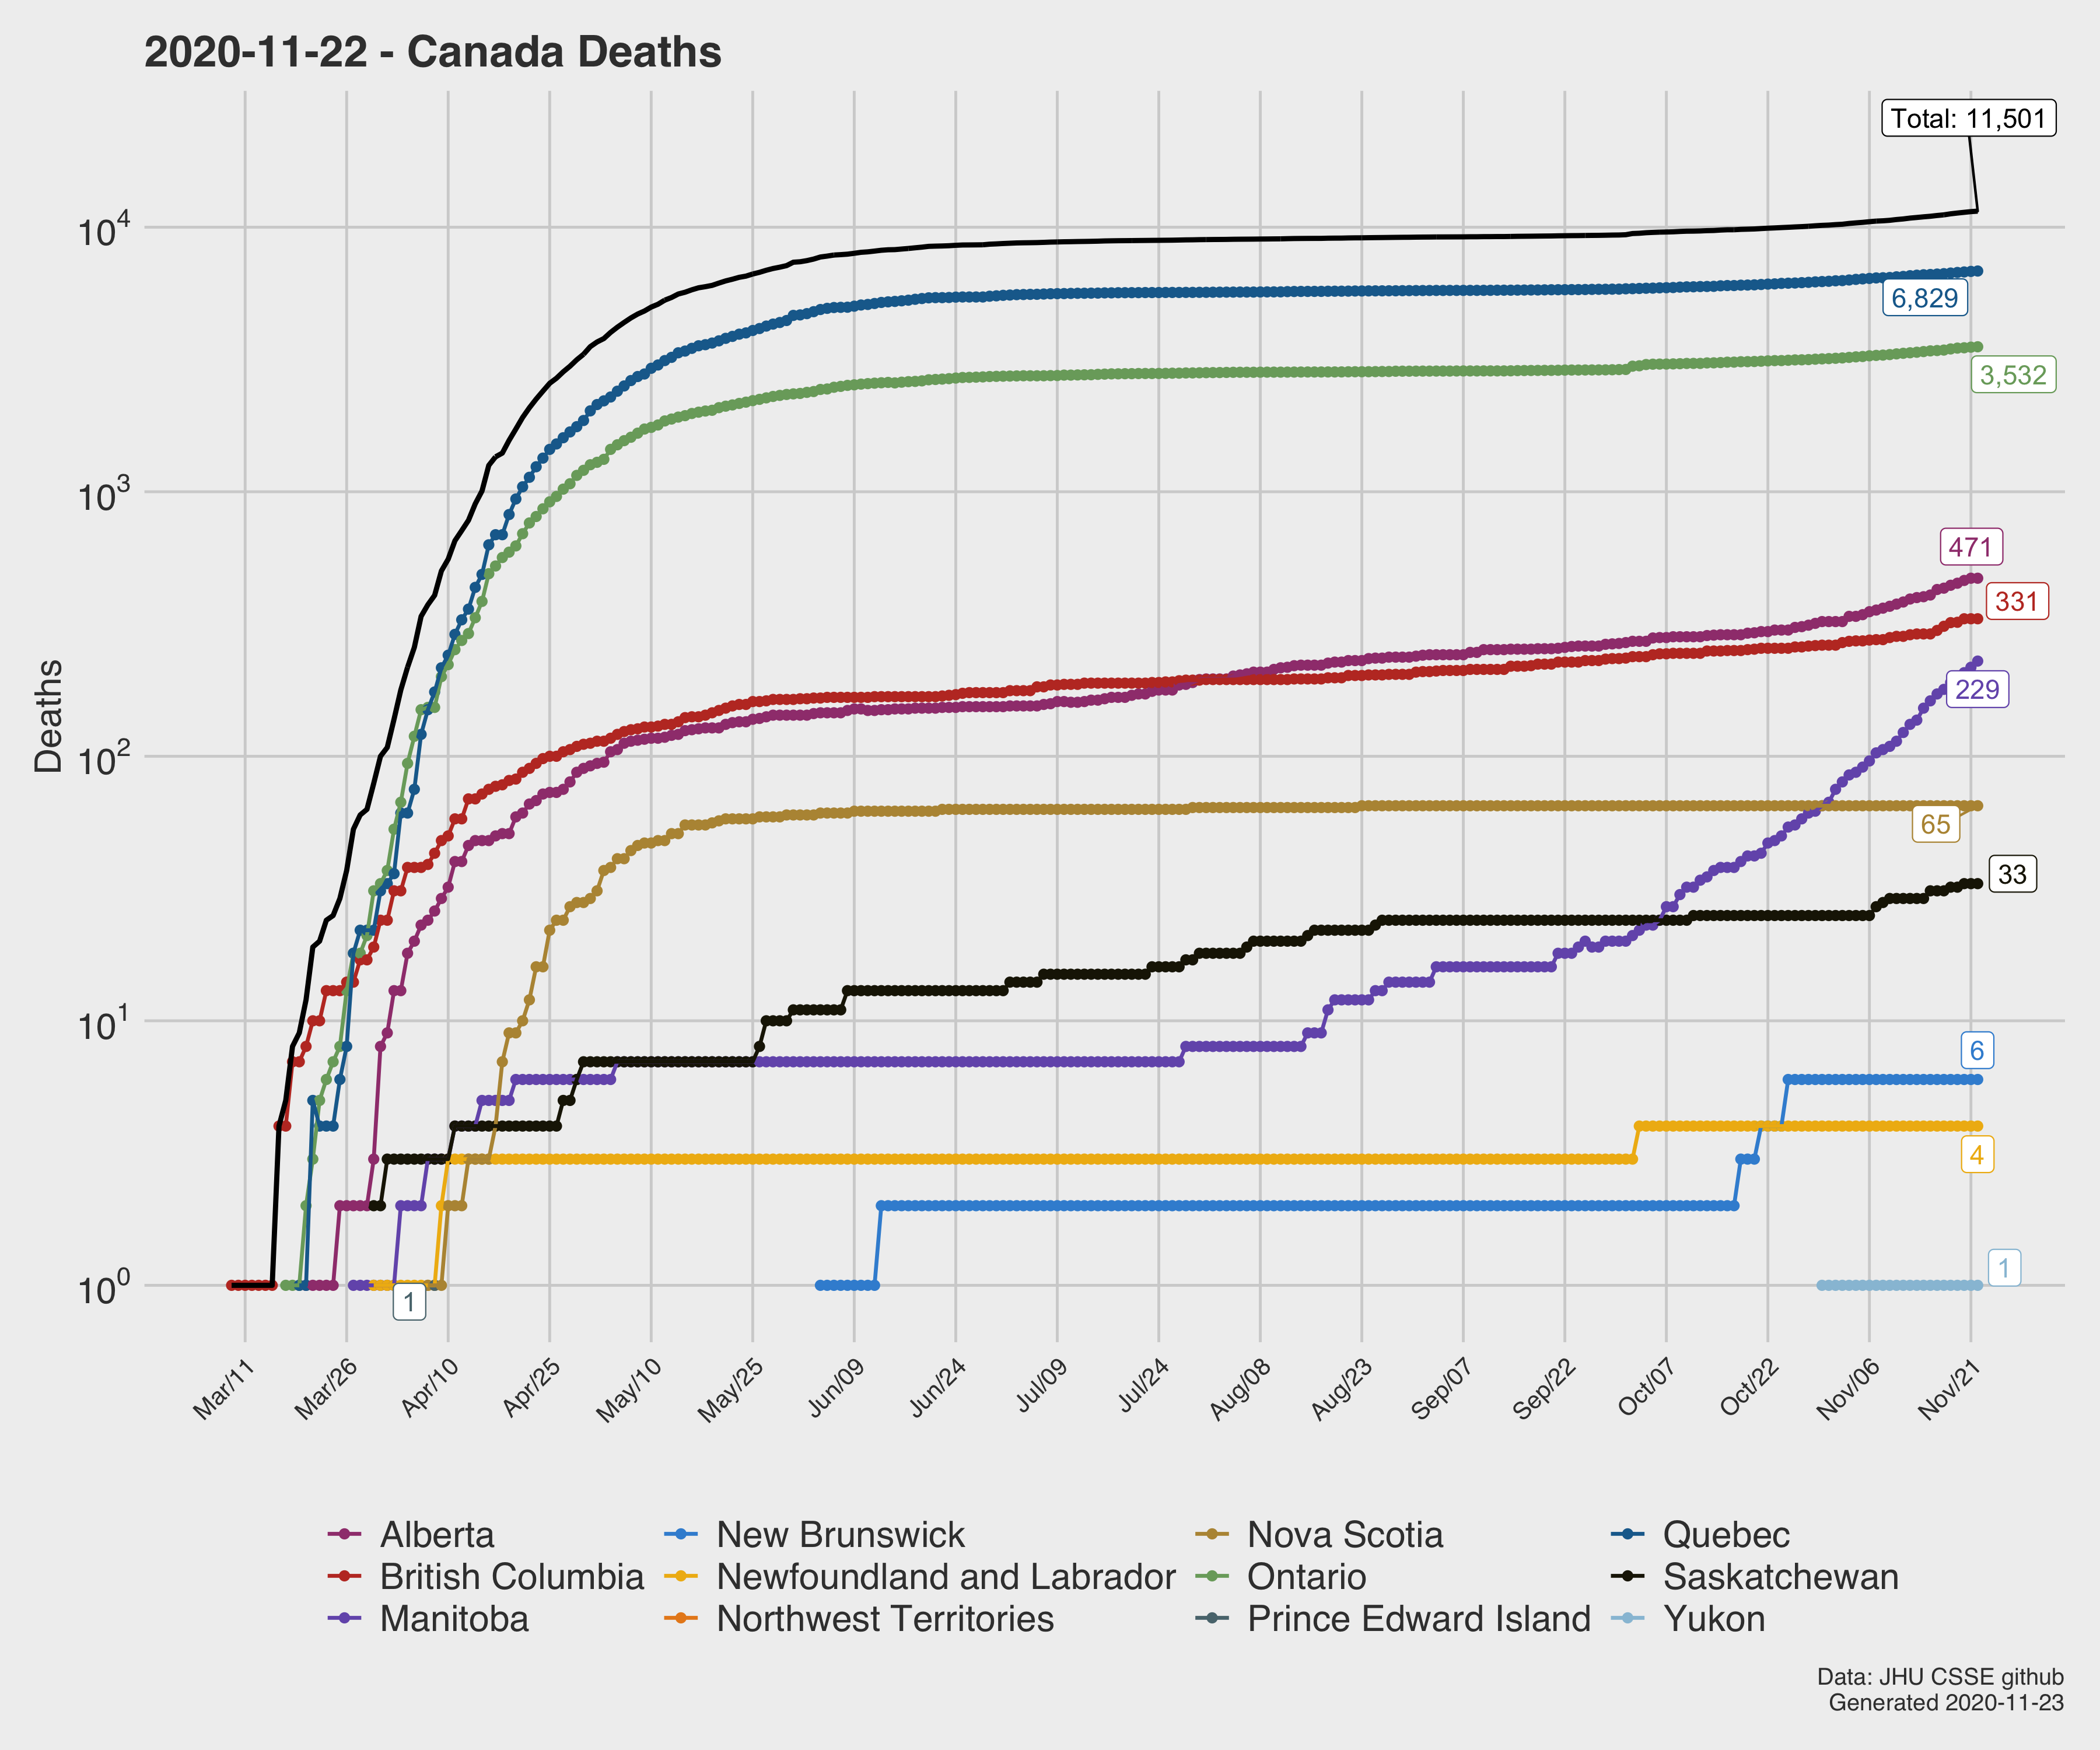 2020-11-22 - Canada Deaths
Total: 11,501
10^4
6,829
3,532
10^3
471
331
229
10^2
65
33
10^1
6
4
1
10^0
1
Deaths
Mar/11
Mar/26
Apr/10
Apr/25
May/10
May/25
Jun/09
Jun/24
Jul/09
Jul/24
Aug/08
Aug/23
Sep/07
Sep/22
Oct/07
Oct/22
Nov/06
Nov/21
Alberta
New Brunswick
Nova Scotia
Quebec
British Columbia
Newfoundland and Labrador
Ontario
Saskatchewan
Manitoba
Northwest Territories
Prince Edward Island
Yukon
Data: JHU CSSE github
Generated 2020-11-23